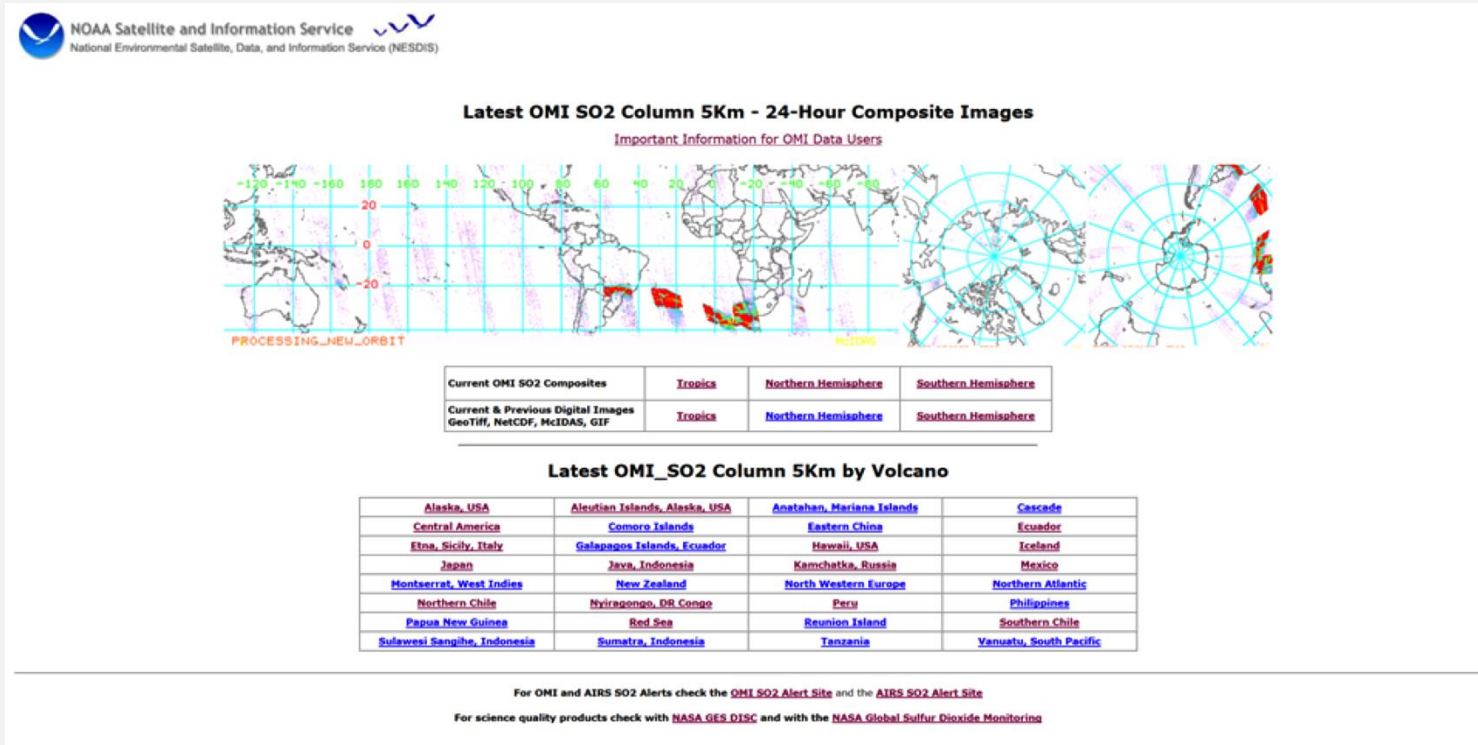 NOAA Satellite and Information Service
National Environmental Satellite, Data, and Information Service (NESDIS)
Latest OMI SO2 Column 5Km - 24-Hour Composite Images
Important Information for OMI Data Users
-120 -140 -160 180 160 140 120 100 80 60 40 20 0 -20 -40 -60 -80
20
0
-20
PROCESSING_NEW_ORBIT McIDAS
Current OMI SO2 Composites Tropics Northern Hemisphere Southern Hemisphere
Current & Previous Digital Images
GeoTiff, NetCDF, McIDAS, GIF Tropics Northern Hemisphere Southern Hemisphere
Latest OMI_SO2 Column 5Km by Volcano
Alaska, USA Aleutian Islands, Alaska, USA Anatahan, Mariana Islands Cascade
Central America Comoro Islands Eastern China Ecuador
Etna, Sicily, Italy Galapagos Islands, Ecuador Hawaii, USA Iceland
Japan Java, Indonesia Kamchatka, Russia Mexico
Montserrat, West Indies New Zealand North Western Europe Northern Atlantic
Northern Chile Nyiragongo, DR Congo Peru Philippines
Papua New Guinea Red Sea Reunion Island Southern Chile
Sulawesi Sangihe, Indonesia Sumatra, Indonesia Tanzania Vanuatu, South Pacific
For OMI and AIRS SO2 Alerts check the OMI SO2 Alert Site and the AIRS SO2 Alert Site
For science quality products check with NASA GES DISC and with the NASA Global Sulfur Dioxide Monitoring